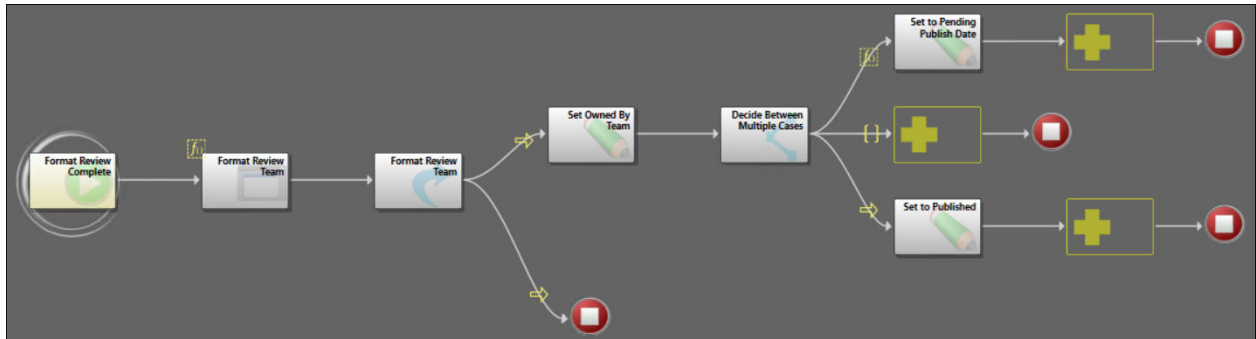 Set to Pending
Publish Date
f()
Set Owned By
Team
Decide Between
Multiple Cases
{ }
f()
Format Review
Complete
Format Review
Team
Format Review
Team
Set to Published